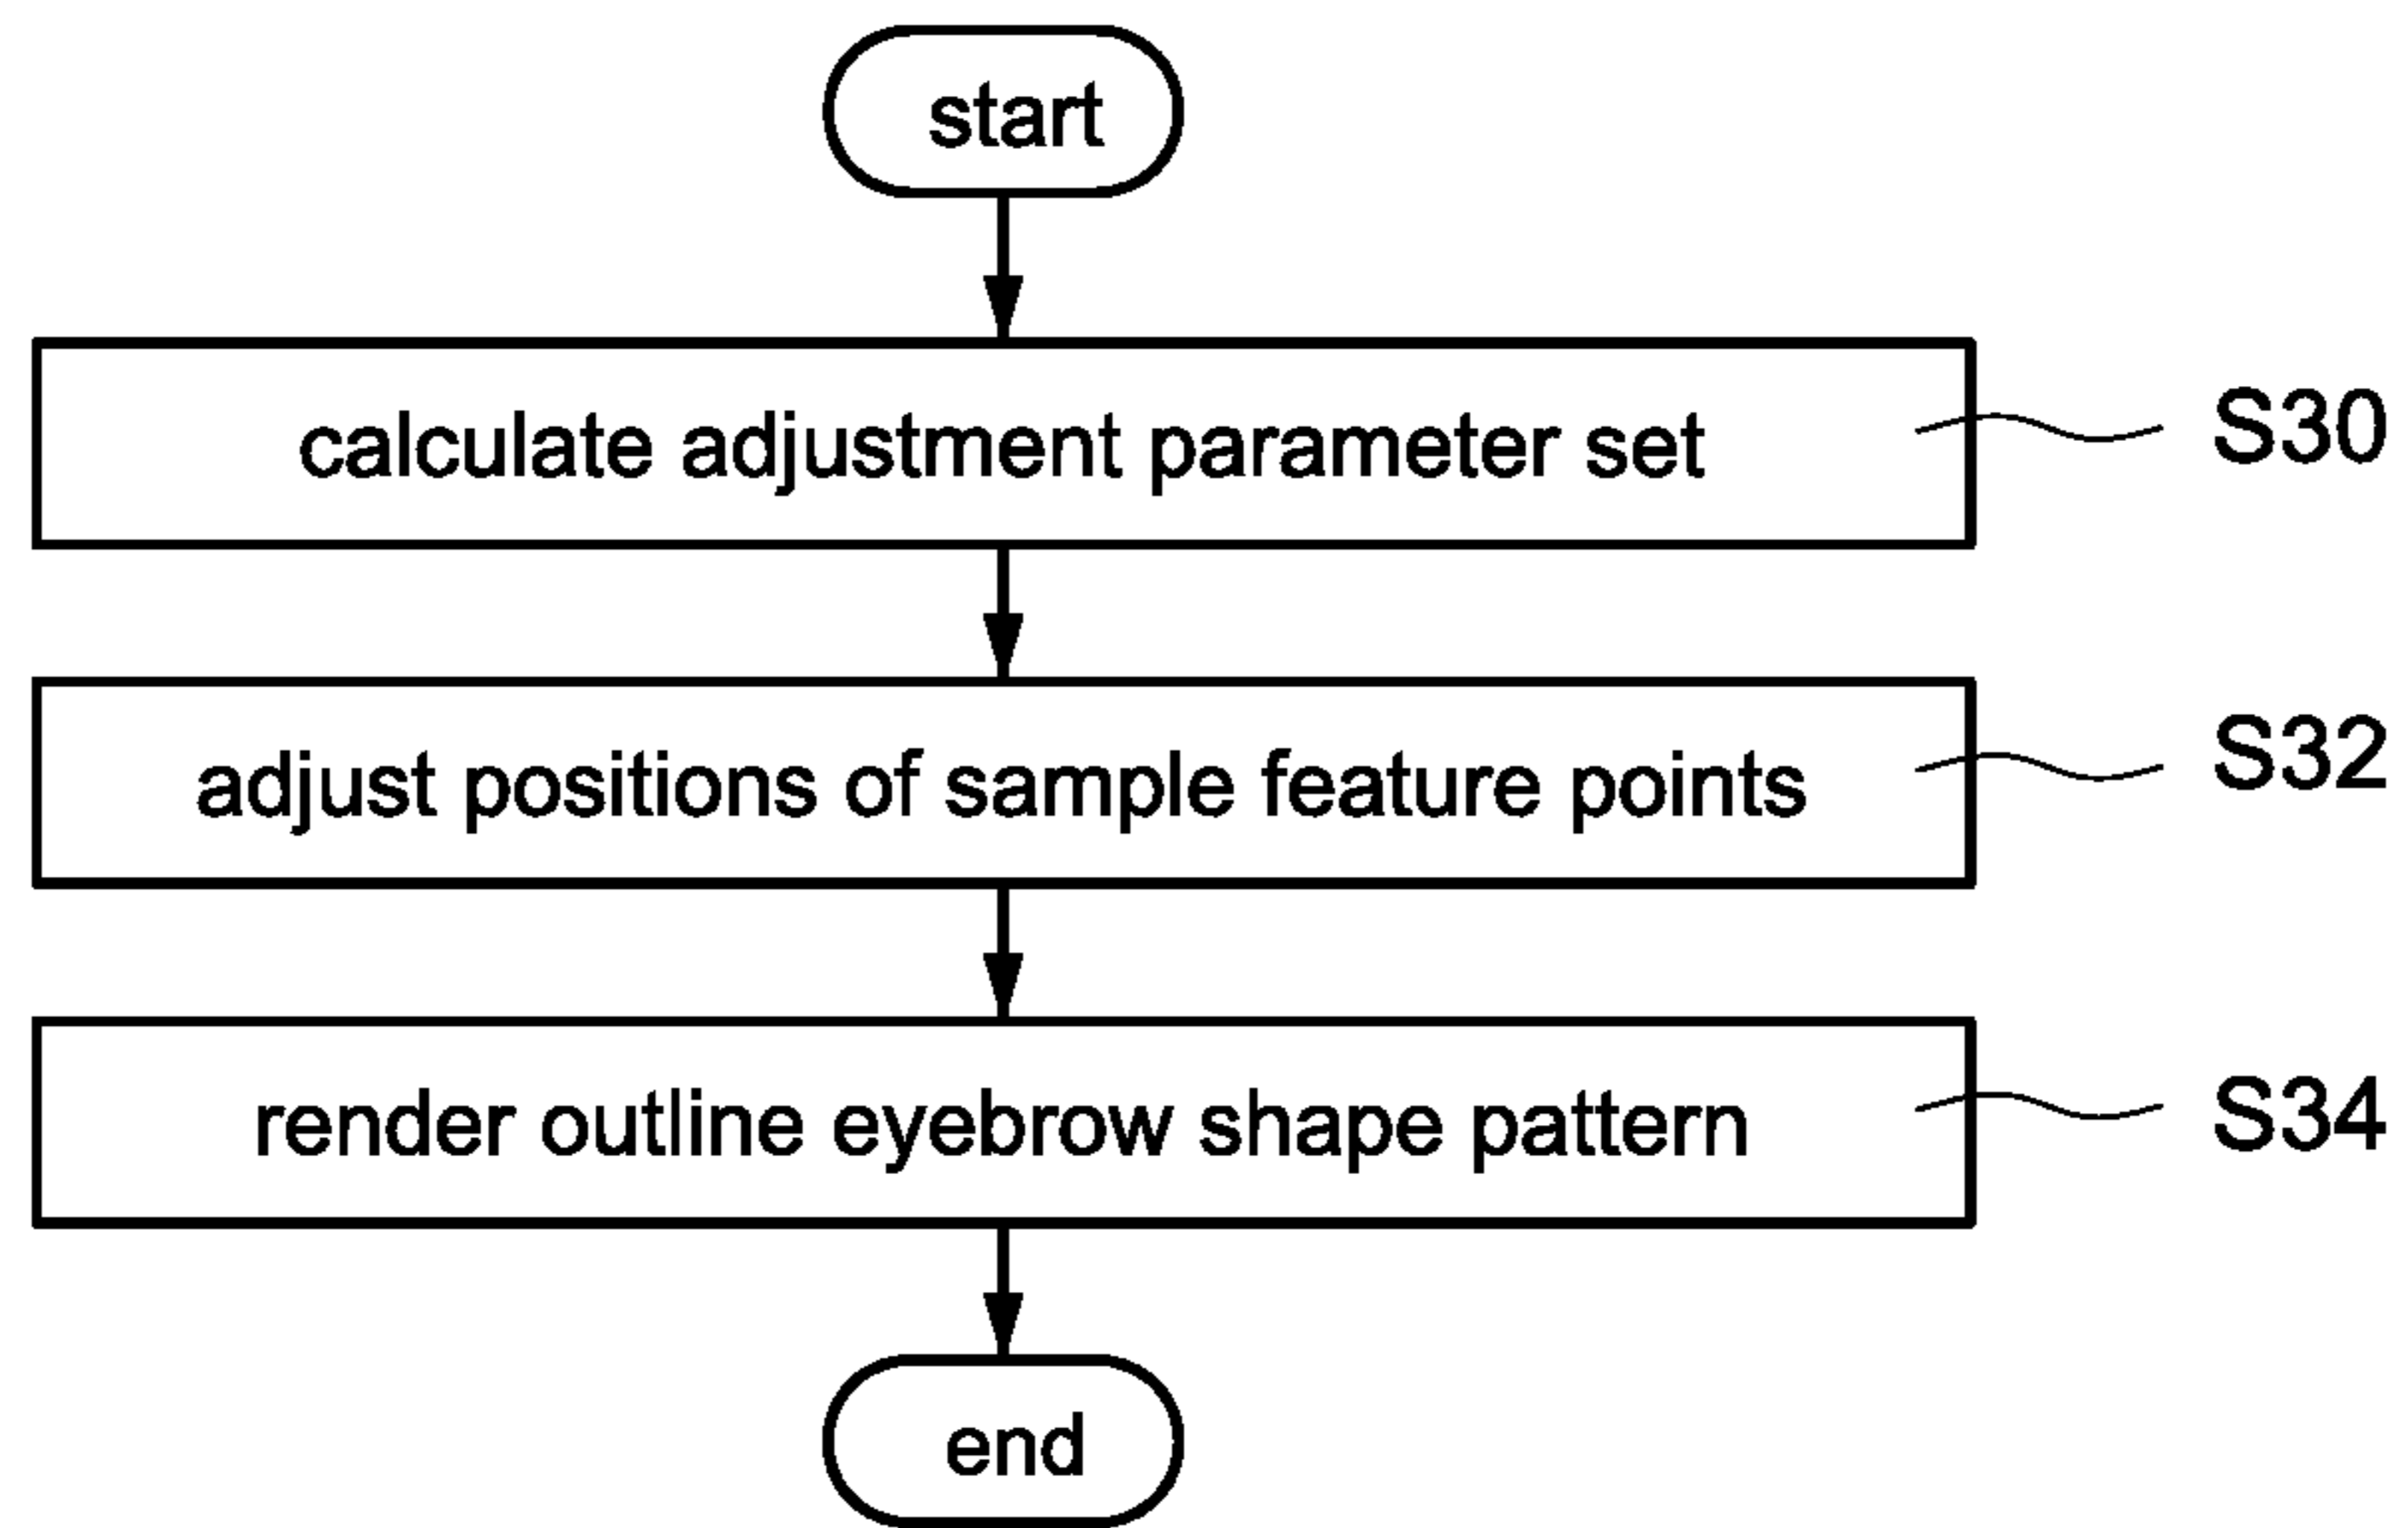 start
calculate adjustment parameter set
S30
adjust positions of sample feature points
S32
render outline eyebrow shape pattern
S34
end